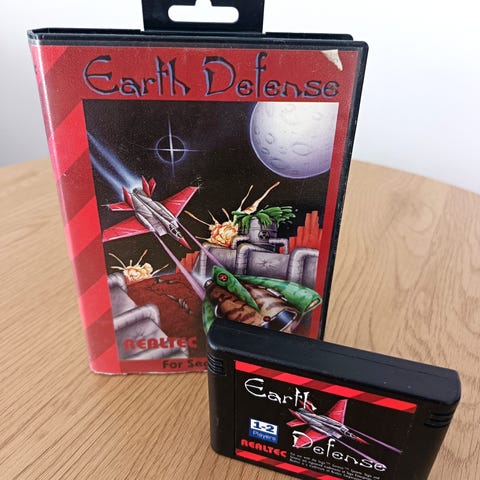 Earth Defense
REALTEC
For Se
Earth
1-2
Players
Defense
REALTEC